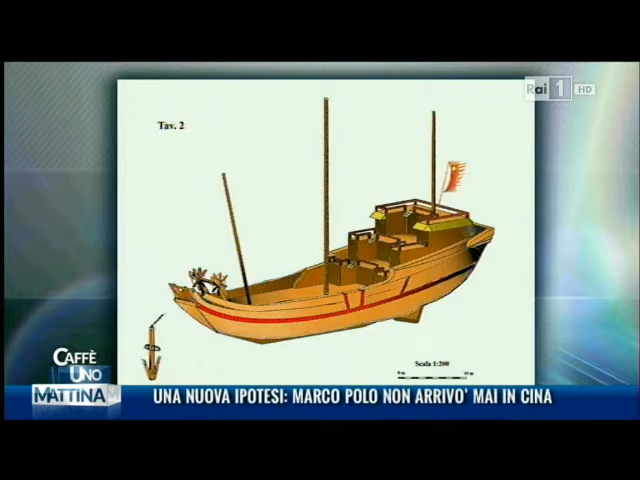 Rai 1 HD
Tav. 2
Scala 1:200
CAFFÈ
UNO
MATTINA
UNA NUOVA IPOTESI: MARCO POLO NON ARRIVO' MAI IN CINA